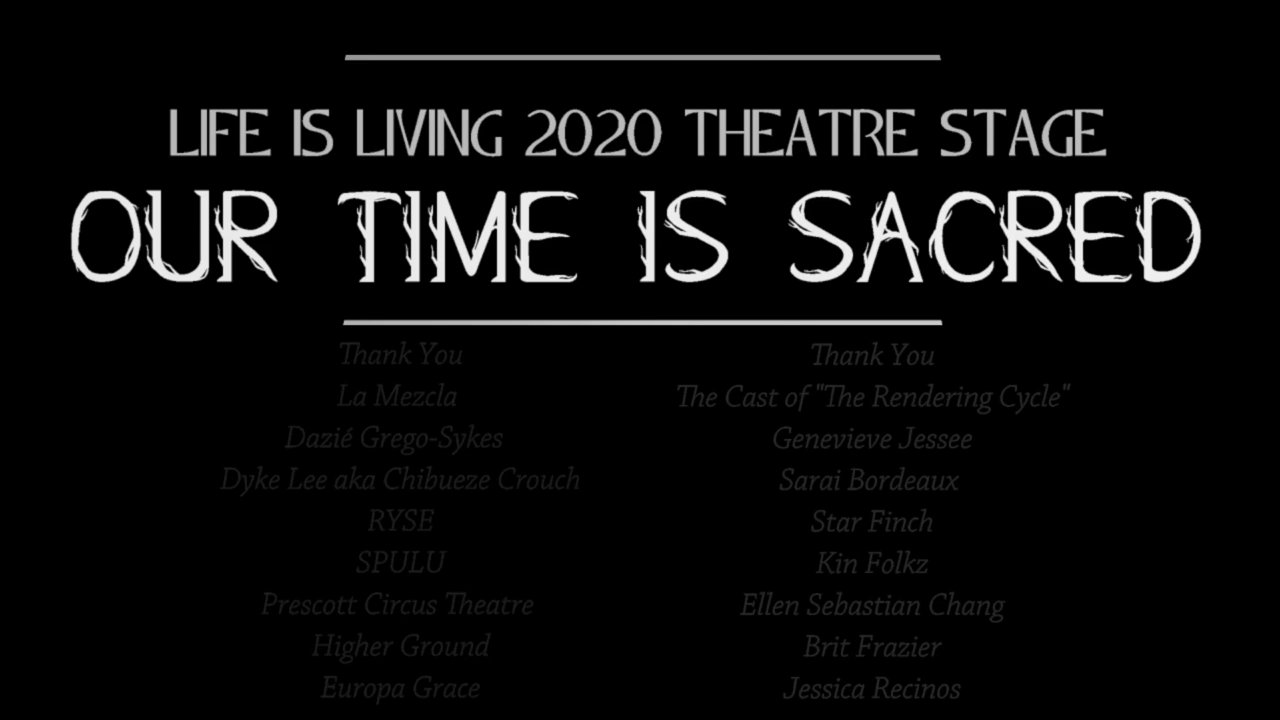 LIFE IS LIVING 2020 THEATRE STAGE
OUR TIME IS SACRED
Thank You
La Mezcla
Dazié Grego-Sykes
Dyke Lee aka Chibueze Crouch
RYSE
SPULU
Prescott Circus Theatre
Higher Ground
Europa Grace
Thank You
The Cast of "The Rendering Cycle"
Genevieve Jessee
Sarai Bordeaux
Star Finch
Kin Folkz
Ellen Sebastian Chang
Brit Frazier
Jessica Recinos